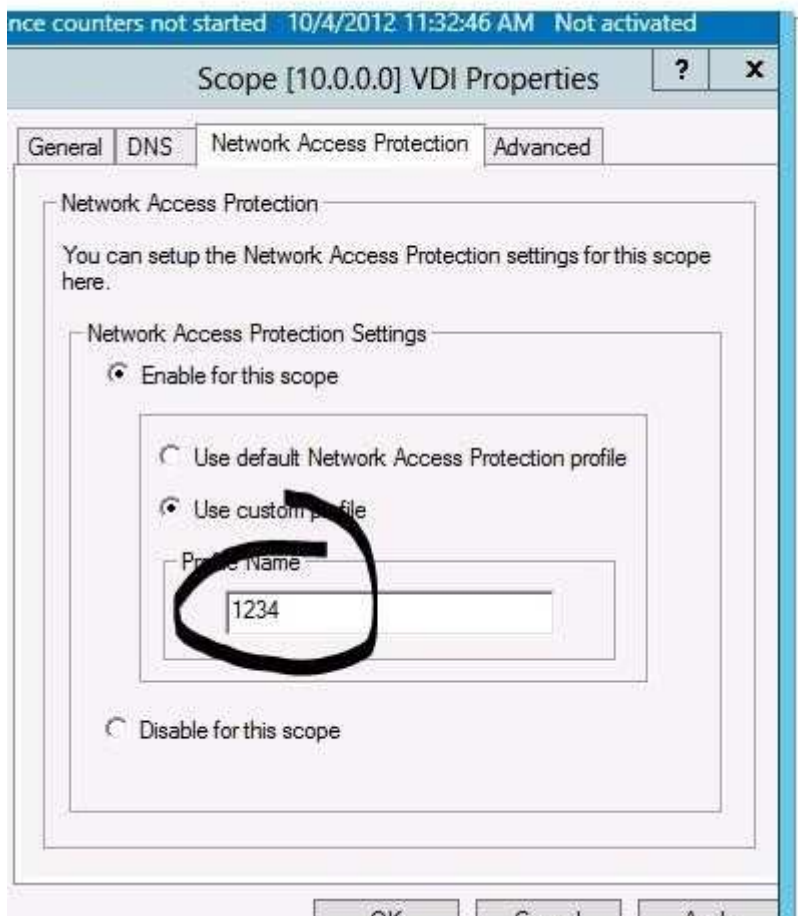 nce counters not started 10/4/2012 11:32:46 AM Not activated
Scope [10.0.0.0] VDI Properties ? x
General DNS Network Access Protection Advanced
Network Access Protection
You can setup the Network Access Protection settings for this scope
here.
Network Access Protection Settings
Enable for this scope
Use default Network Access Protection profile
Use custom profile
Profile Name
1234
Disable for this scope